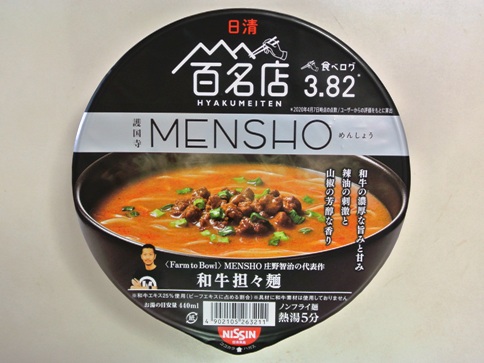 日清
百名店
HYAKUMEITEN
食べログ
3.82*
*2020年4月7日時点の点数/ユーザーからの評価をもとに算出
護国寺
MENSHO
めんしょう
和牛の濃厚な旨みと甘み
辣油の刺激と
山椒の芳醇な香り
〈Farm to Bowl〉MENSHO 庄野智治の代表作
和牛担々麺
※和牛エキス25%使用(ビーフエキスに占める割合)※具材に和牛素材は使用しておりません
お湯の目安量 440ml
ノンフライ麺
熱湯5分
4 902105 263211
NISSIN